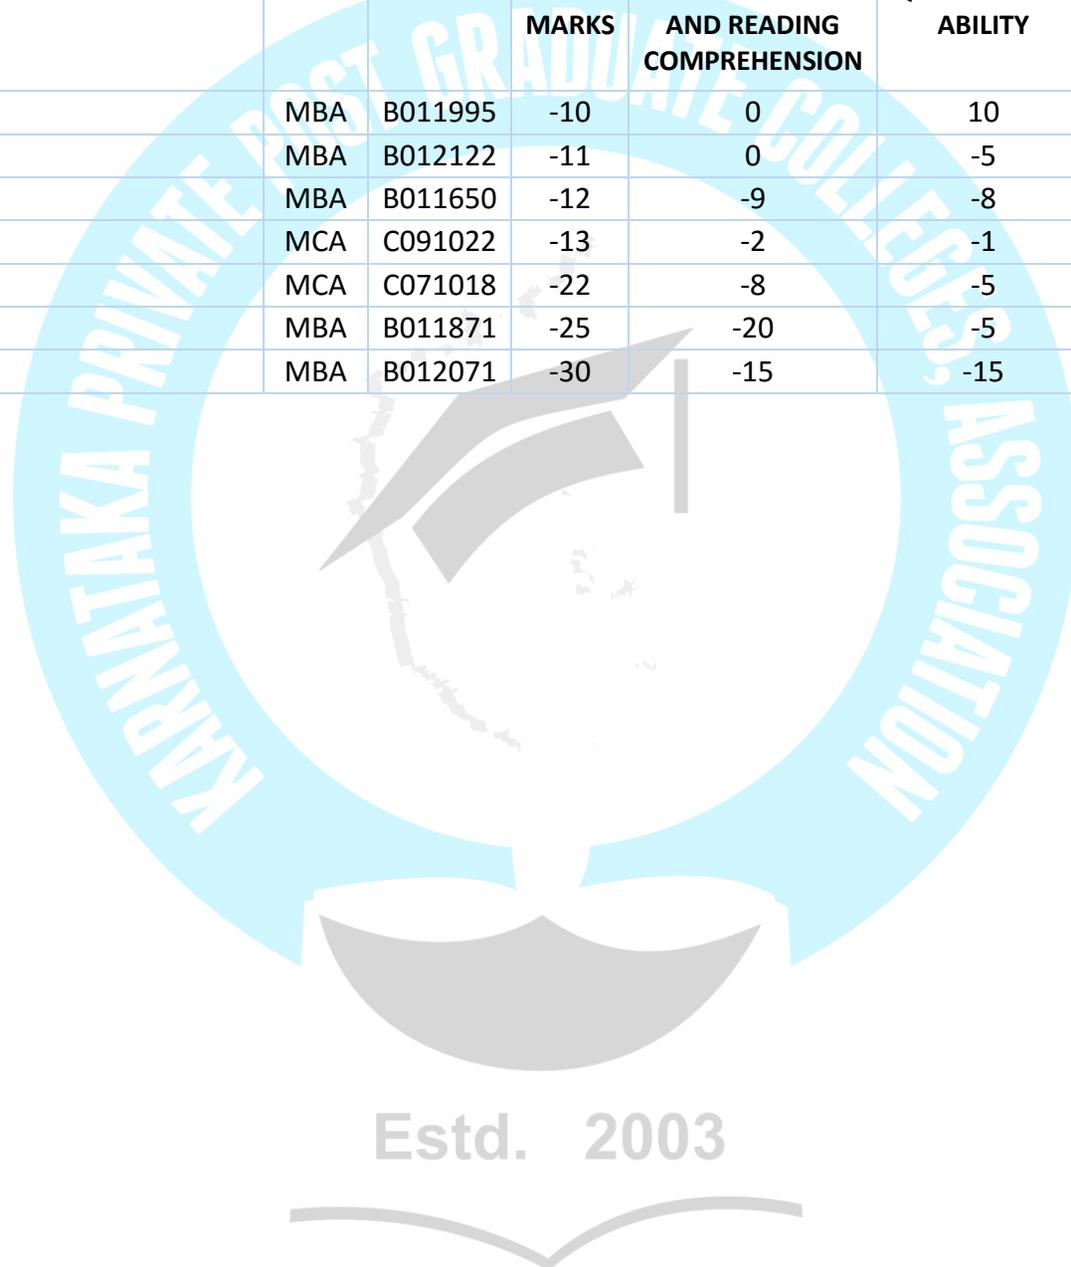 MARKS AND READING ABILITY
COMPREHENSION
MBA B011995 -10 0 10
MBA B012122 -11 0 -5
MBA B011650 -12 -9 -8
MCA C091022 -13 -2 -1
MCA C071018 -22 -8 -5
MBA B011871 -25 -20 -5
MBA B012071 -30 -15 -15
KARNATAKA PRIVATE POST GRADUATE COLLEGES, ASSOCIATION
Estd. 2003